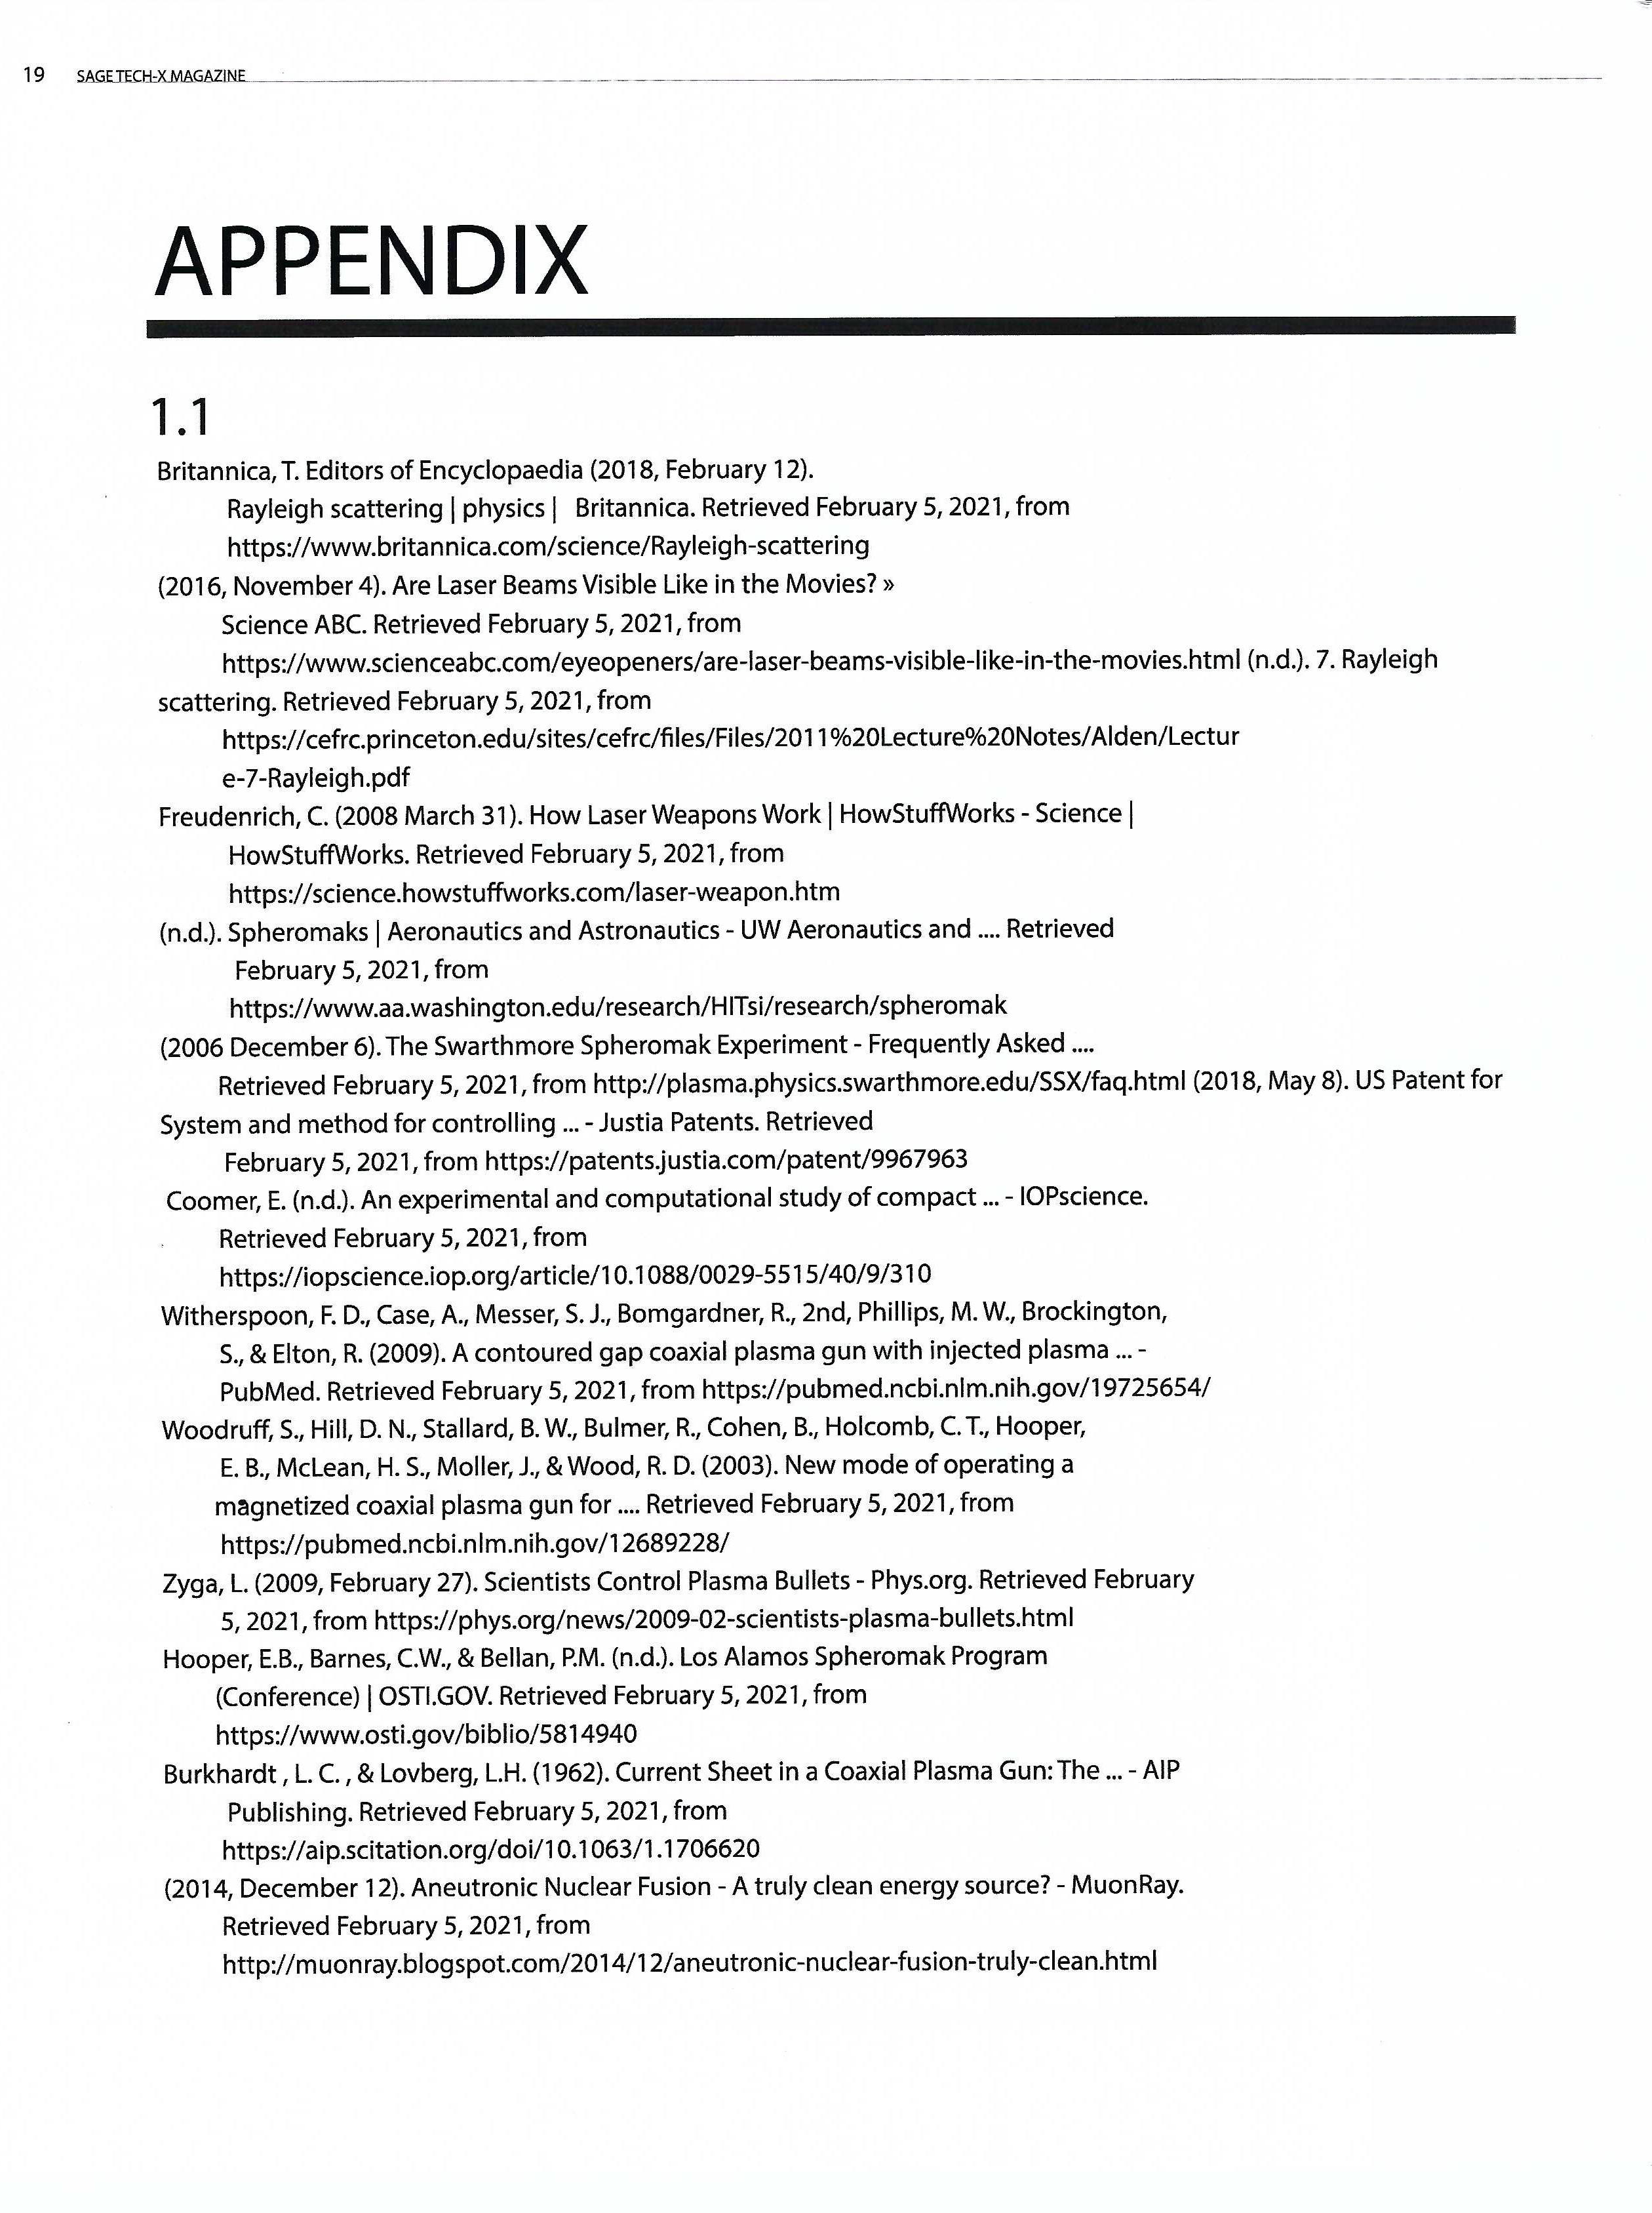 19 SAGE TECH-X MAGAZINE
APPENDIX
1.1
Britannica, T. Editors of Encyclopaedia (2018, February 12).
Rayleigh scattering | physics | Britannica. Retrieved February 5, 2021, from
https://www.britannica.com/science/Rayleigh-scattering
(2016, November 4). Are Laser Beams Visible Like in the Movies? »
Science ABC. Retrieved February 5, 2021, from
https://www.scienceabc.com/eyeopeners/are-laser-beams-visible-like-in-the-movies.html (n.d.). 7. Rayleigh
scattering. Retrieved February 5, 2021, from
https://cefrc.princeton.edu/sites/cefrc/files/Files/2011%20Lecture%20Notes/Alden/Lectur
e-7-Rayleigh.pdf
Freudenrich, C. (2008 March 31). How Laser Weapons Work | HowStuffWorks - Science |
HowStuffWorks. Retrieved February 5, 2021, from
https://science.howstuffworks.com/laser-weapon.htm
(n.d.). Spheromaks | Aeronautics and Astronautics - UW Aeronautics and .... Retrieved
February 5, 2021, from
https://www.aa.washington.edu/research/HITsi/research/spheromak
(2006 December 6). The Swarthmore Spheromak Experiment - Frequently Asked ....
Retrieved February 5, 2021, from http://plasma.physics.swarthmore.edu/SSX/faq.html (2018, May 8). US Patent for
System and method for controlling ... - Justia Patents. Retrieved
February 5, 2021, from https://patents.justia.com/patent/9967963
Coomer, E. (n.d.). An experimental and computational study of compact ... - IOPscience.
Retrieved February 5, 2021, from
https://iopscience.iop.org/article/10.1088/0029-5515/40/9/310
Witherspoon, F. D., Case, A., Messer, S. J., Bomgardner, R., 2nd, Phillips, M. W., Brockington,
S., & Elton, R. (2009). A contoured gap coaxial plasma gun with injected plasma ... -
PubMed. Retrieved February 5, 2021, from https://pubmed.ncbi.nlm.nih.gov/19725654/
Woodruff, S., Hill, D. N., Stallard, B. W., Bulmer, R., Cohen, B., Holcomb, C. T., Hooper,
E. B., McLean, H. S., Moller, J., & Wood, R. D. (2003). New mode of operating a
magnetized coaxial plasma gun for .... Retrieved February 5, 2021, from
https://pubmed.ncbi.nlm.nih.gov/12689228/
Zyga, L. (2009, February 27). Scientists Control Plasma Bullets - Phys.org. Retrieved February
5, 2021, from https://phys.org/news/2009-02-scientists-plasma-bullets.html
Hooper, E.B., Barnes, C.W., & Bellan, P.M. (n.d.). Los Alamos Spheromak Program
(Conference) | OSTI.GOV. Retrieved February 5, 2021, from
https://www.osti.gov/biblio/5814940
Burkhardt , L. C. , & Lovberg, L.H. (1962). Current Sheet in a Coaxial Plasma Gun: The ... - AIP
Publishing. Retrieved February 5, 2021, from
https://aip.scitation.org/doi/10.1063/1.1706620
(2014, December 12). Aneutronic Nuclear Fusion - A truly clean energy source? - MuonRay.
Retrieved February 5, 2021, from
http://muonray.blogspot.com/2014/12/aneutronic-nuclear-fusion-truly-clean.html